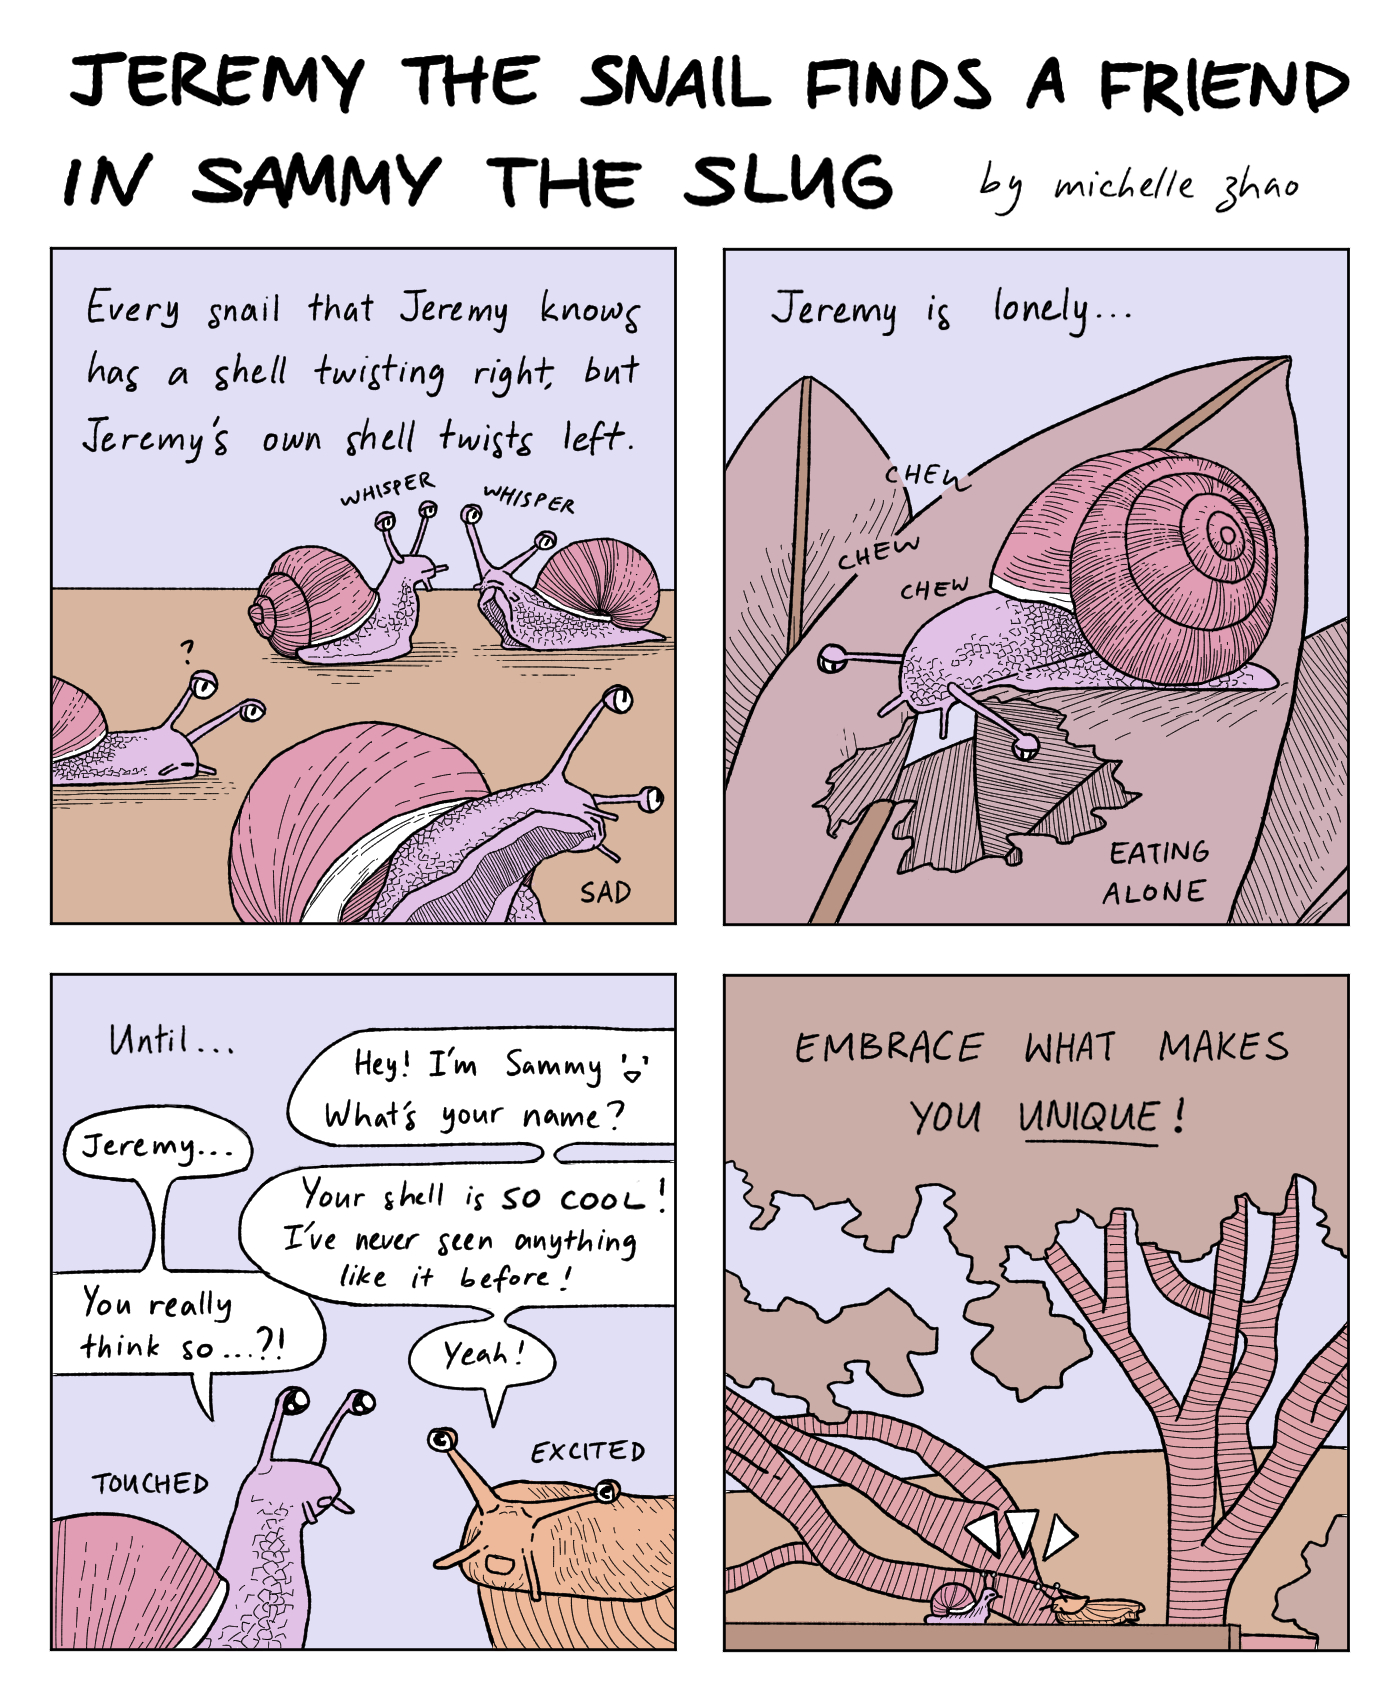 JEREMY THE SNAIL FINDS A FRIEND
IN SAMMY THE SLUG by michelle zhao
Every snail that Jeremy knows
has a shell twisting right, but
Jeremy's own shell twists left.
WHISPER WHISPER
?
SAD
Jeremy is lonely...
CHEW
CHEW
CHEW
EATING
ALONE
Until...
Hey! I'm Sammy
What's your name?
Jeremy...
Your shell is SO COOL!
I've never seen anything
like it before!
You really
think so...?!
Yeah!
TOUCHED
EXCITED
EMBRACE WHAT MAKES
YOU UNIQUE!